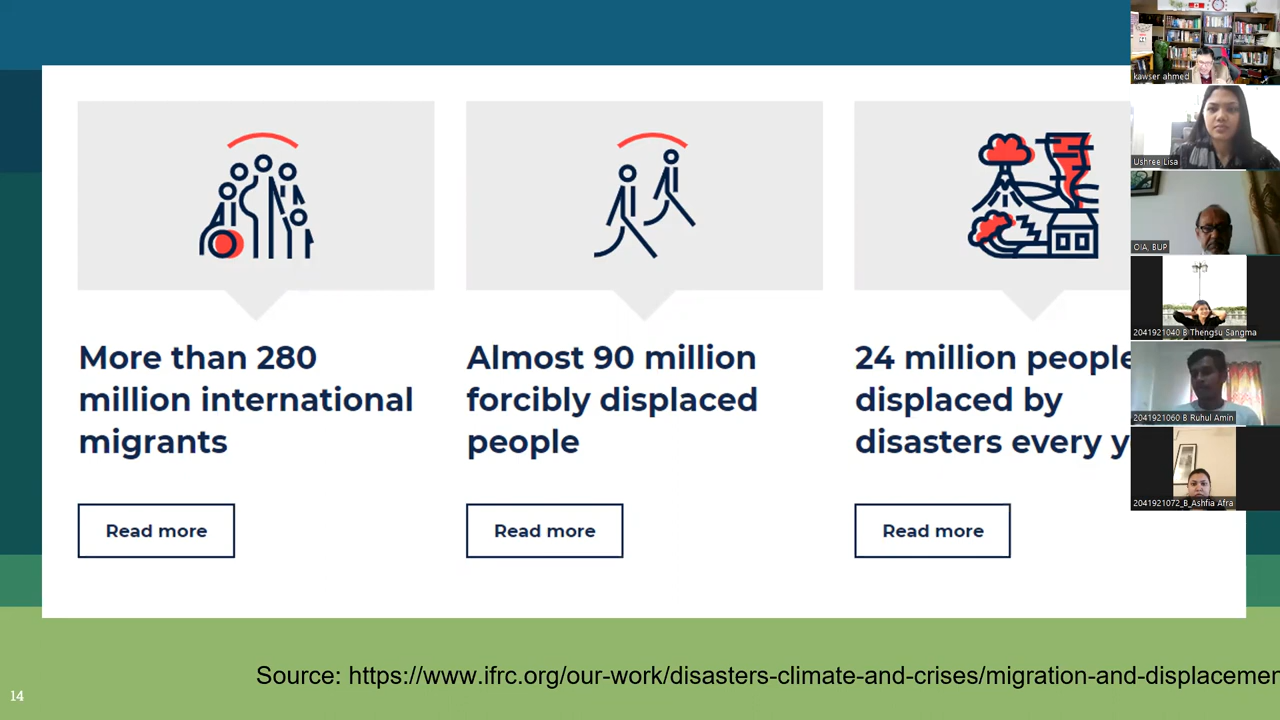 More than 280
million international
migrants
Read more
Almost 90 million
forcibly displaced
people
Read more
24 million people
displaced by
disasters every y
Read more
Source: https://www.ifrc.org/our-work/disasters-climate-and-crises/migration-and-displacemen
14
kawser ahmed
Ushree Lisa
OIA, BUP
2041921040 B Thengsu Sangma
2041921060 B Ruhul Amin
2041921072_B_Ashfia Afra